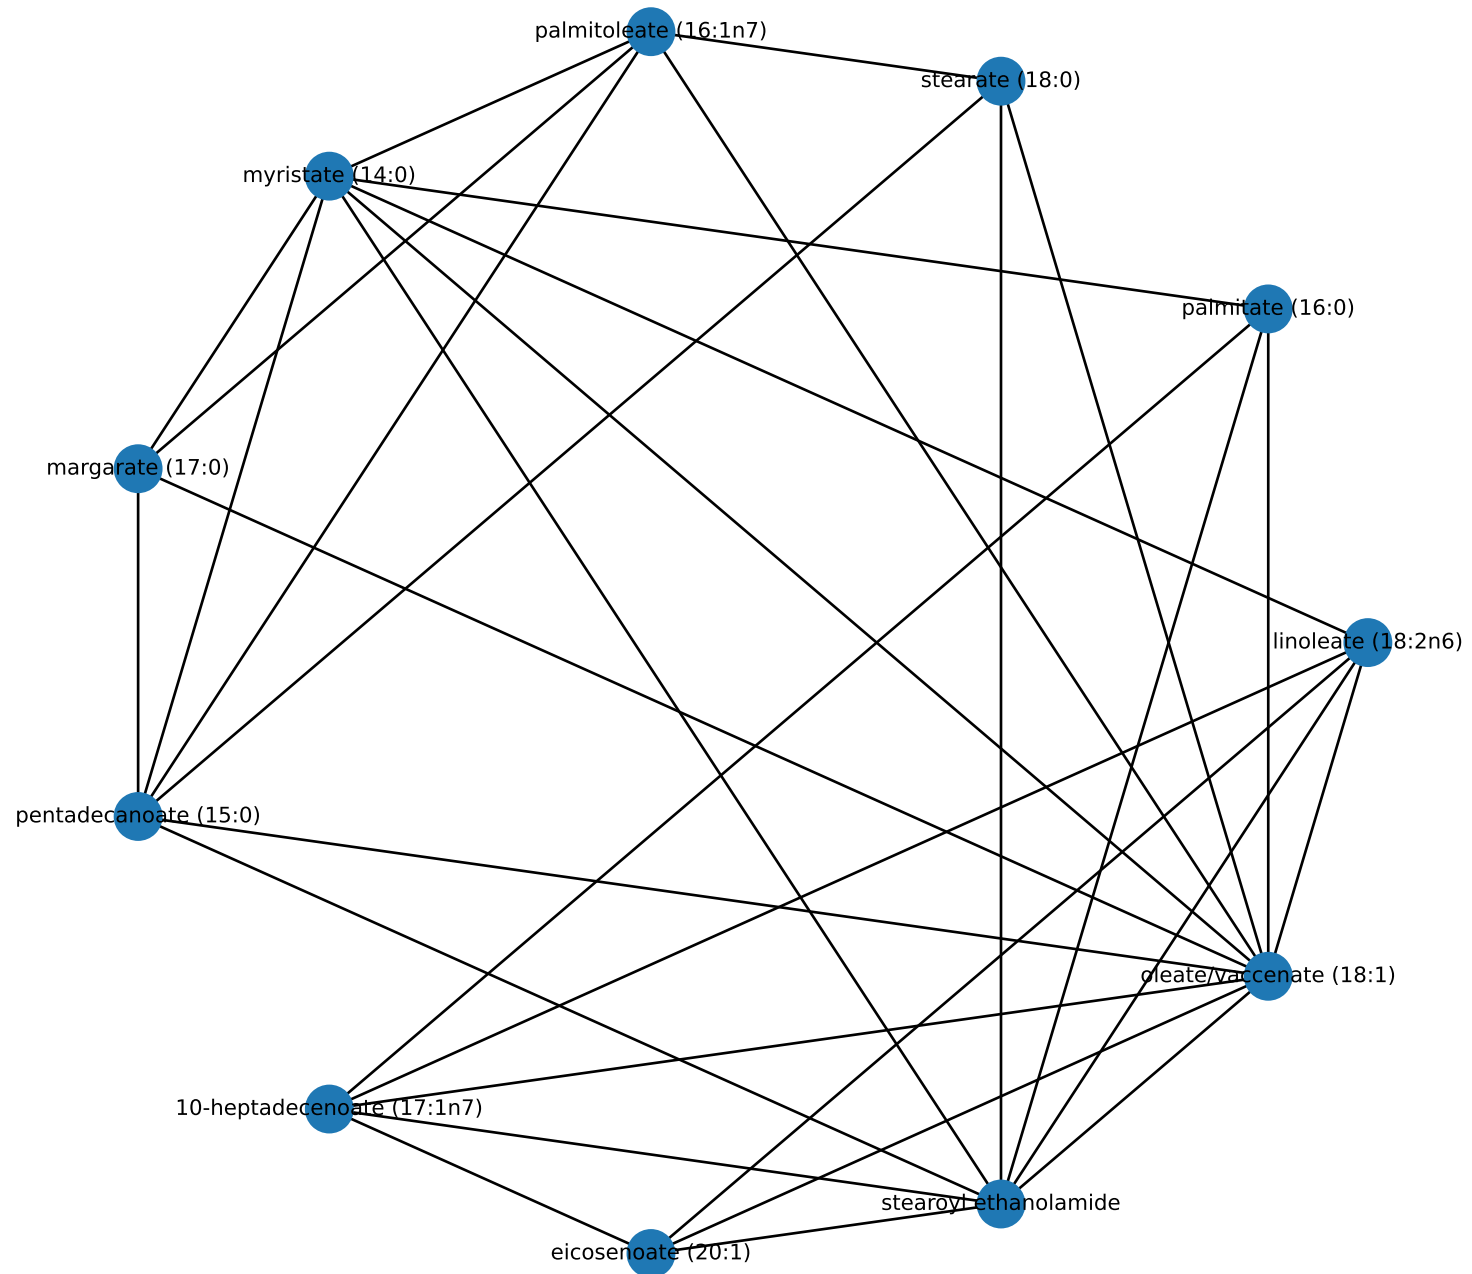 palmitoleate (16:1n7)
stearate (18:0)
myristate (14:0)
palmitate (16:0)
margarate (17:0)
linoleate (18:2n6)
pentadecanoate (15:0)
oleate/vaccenate (18:1)
10-heptadecenoate (17:1n7)
stearoyl ethanolamide
eicosenoate (20:1)